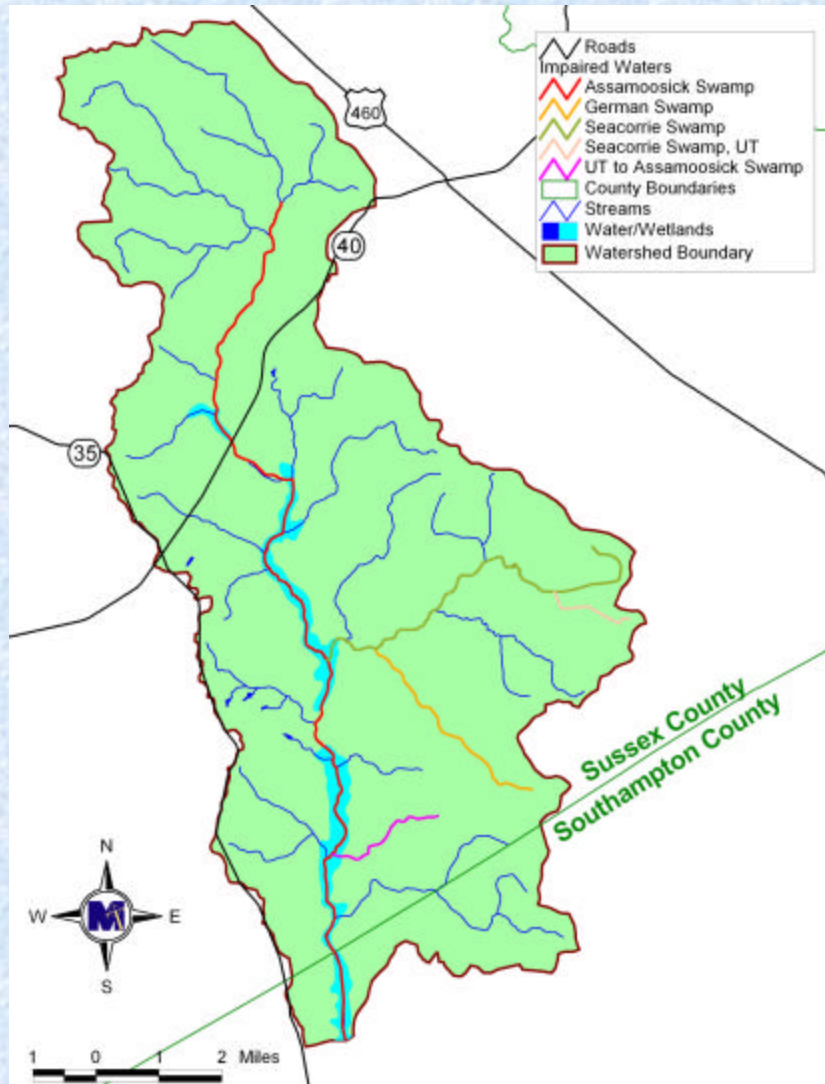 460
40
35
Roads
Impaired Waters
Assamoosick Swamp
German Swamp
Seacorrie Swamp
Seacorrie Swamp, UT
UT to Assamoosick Swamp
County Boundaries
Streams
Water/Wetlands
Watershed Boundary
Sussex County
Southampton County
N
W M E
S
1 0 1 2 Miles